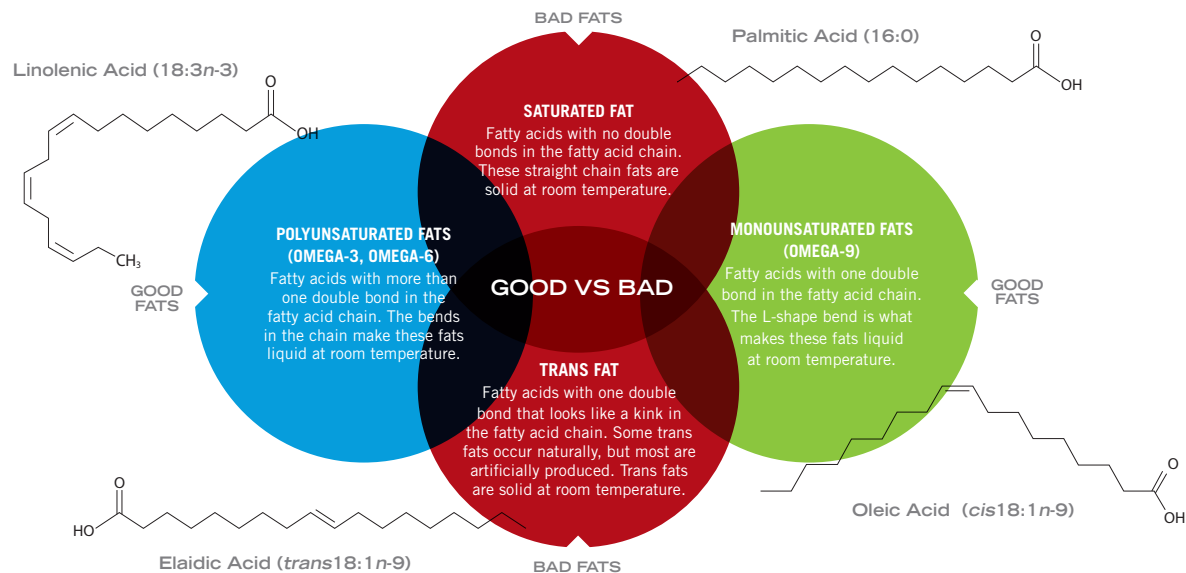 BAD FATS
Palmitic Acid (16:0)
O
OH
Linolenic Acid (18:3n-3)
O
OH
CH3
SATURATED FAT
Fatty acids with no double
bonds in the fatty acid chain.
These straight chain fats are
solid at room temperature.
POLYUNSATURATED FATS
(OMEGA-3, OMEGA-6)
Fatty acids with more than
one double bond in the
fatty acid chain. The bends
in the chain make these fats
liquid at room temperature.
GOOD
FATS
GOOD VS BAD
MONOUNSATURATED FATS
(OMEGA-9)
Fatty acids with one double
bond in the fatty acid chain.
The L-shape bend is what
makes these fats liquid
at room temperature.
GOOD
FATS
TRANS FAT
Fatty acids with one double
bond that looks like a kink in
the fatty acid chain. Some trans
fats occur naturally, but most are
artificially produced. Trans fats
are solid at room temperature.
O
HO
Elaidic Acid (trans18:1n-9)
O
OH
Oleic Acid (cis18:1n-9)
BAD FATS